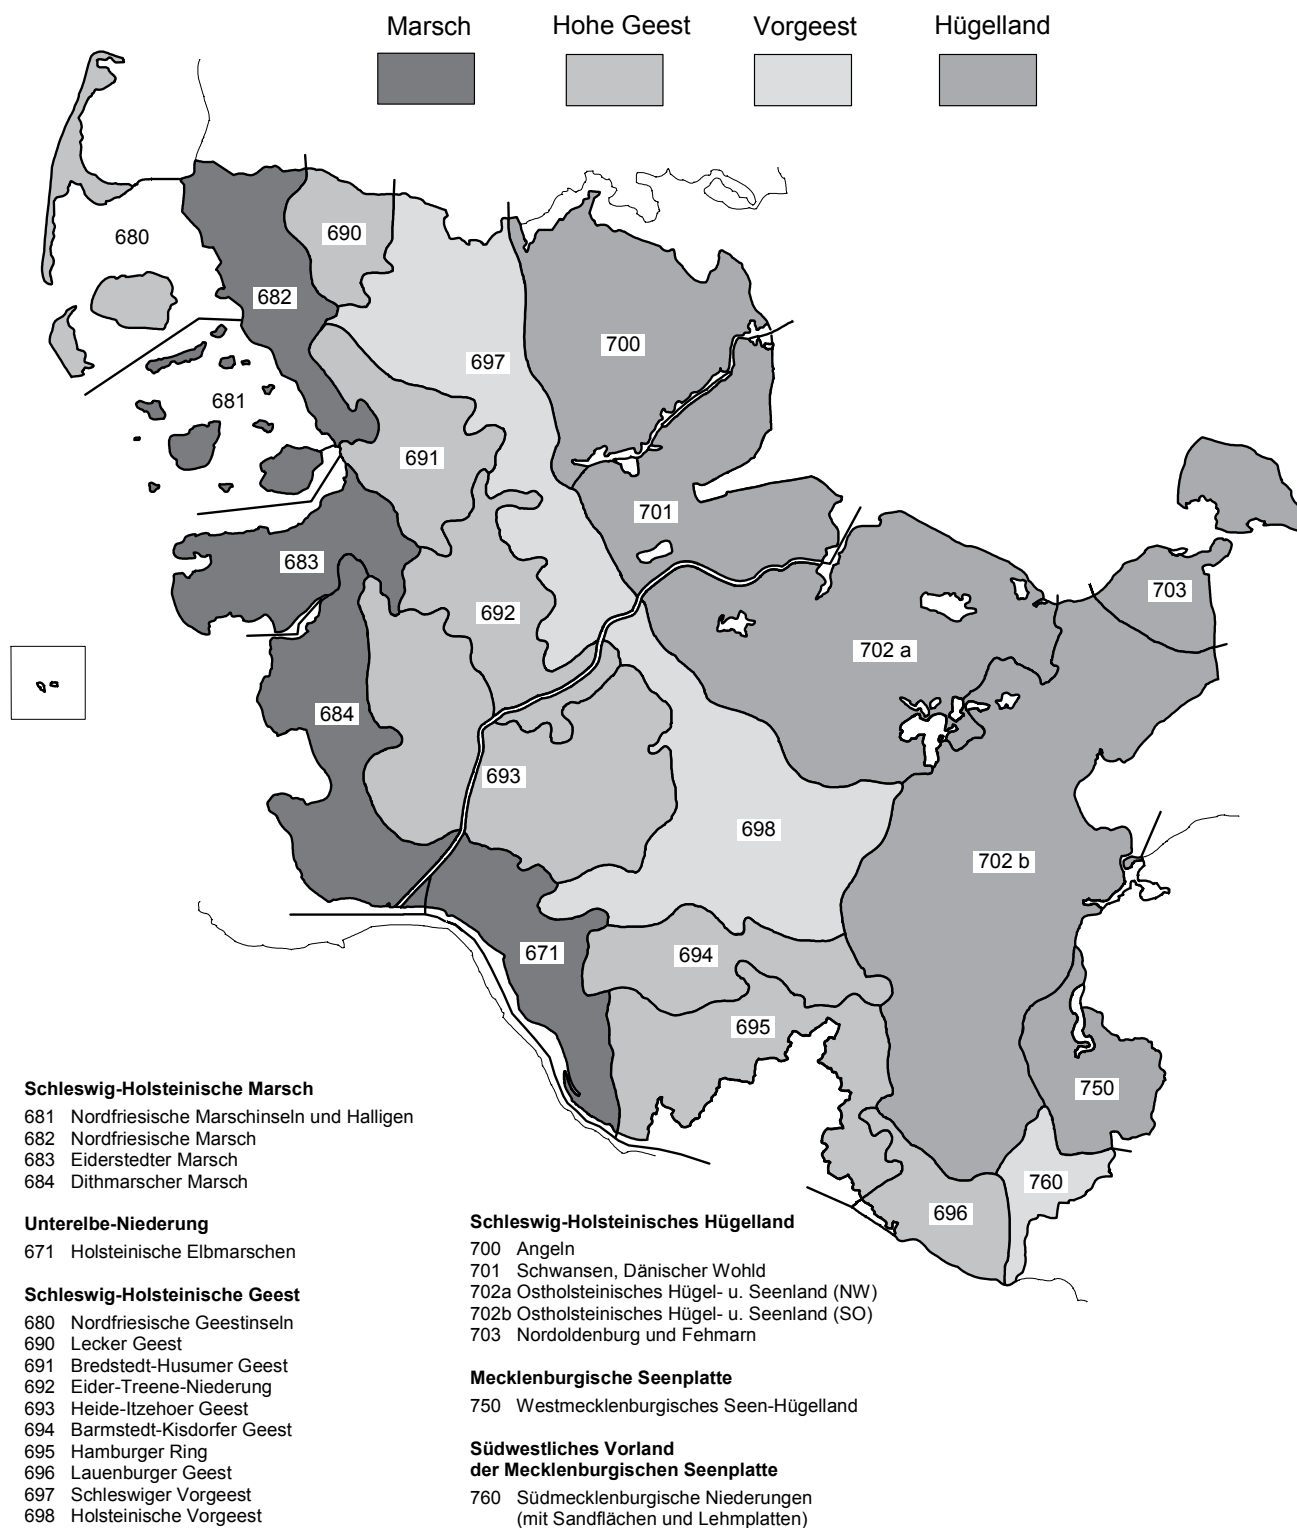 Marsch
Hohe Geest
Vorgeest
Hügelland
680
690
682
700
697
681
691
701
683
703
692
702 a
684
693
698
702 b
671
694
695
750
760
696
Schleswig-Holsteinische Marsch
681 Nordfriesische Marschinseln und Halligen
682 Nordfriesische Marsch
683 Eiderstedter Marsch
684 Dithmarscher Marsch
Unterelbe-Niederung
671 Holsteinische Elbmarschen
Schleswig-Holsteinische Geest
680 Nordfriesische Geestinseln
690 Lecker Geest
691 Bredstedt-Husumer Geest
692 Eider-Treene-Niederung
693 Heide-Itzehoer Geest
694 Barmstedt-Kisdorfer Geest
695 Hamburger Ring
696 Lauenburger Geest
697 Schleswiger Vorgeest
698 Holsteinische Vorgeest
Schleswig-Holsteinisches Hügelland
700 Angeln
701 Schwansen, Dänischer Wohld
702a Ostholsteinisches Hügel- u. Seenland (NW)
702b Ostholsteinisches Hügel- u. Seenland (SO)
703 Nordoldenburg und Fehmarn
Mecklenburgische Seenplatte
750 Westmecklenburgisches Seen-Hügelland
Südwestliches Vorland
der Mecklenburgischen Seenplatte
760 Südmecklenburgische Niederungen
(mit Sandflächen und Lehmplatten)